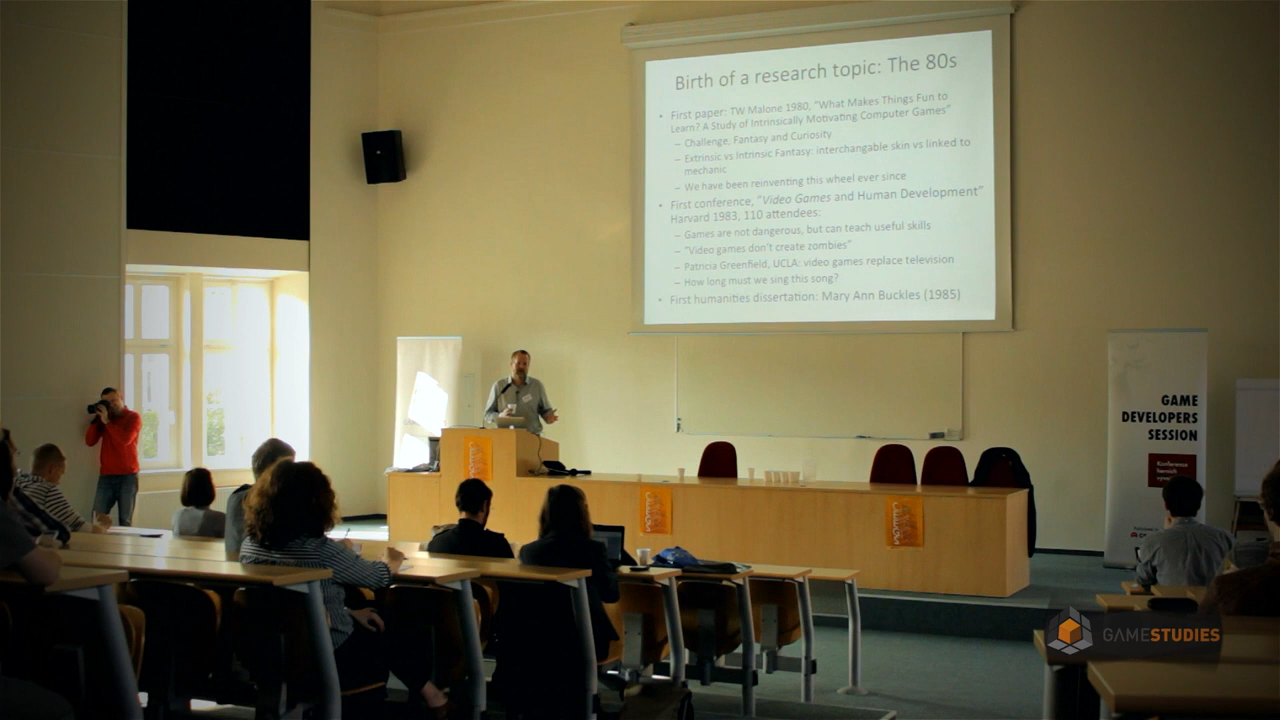 Birth of a research topic: The 80s
• First paper: TW Malone 1980, "What Makes Things Fun to
Learn? A Study of Intrinsically Motivating Computer Games"
– Challenge, Fantasy and Curiosity
– Extrinsic vs Intrinsic Fantasy: interchangable skin vs linked to
mechanic
– We have been reinventing this wheel ever since
• First conference, "Video Games and Human Development"
Harvard 1983, 110 attendees:
– Games are not dangerous, but can teach useful skills
– "Video games don't create zombies"
– Patricia Greenfield, UCLA: video games replace television
– How long must we sing this song?
• First humanities dissertation: Mary Ann Buckles (1985)
GAME
DEVELOPERS
SESSION
Konference
GAMESTUDIES